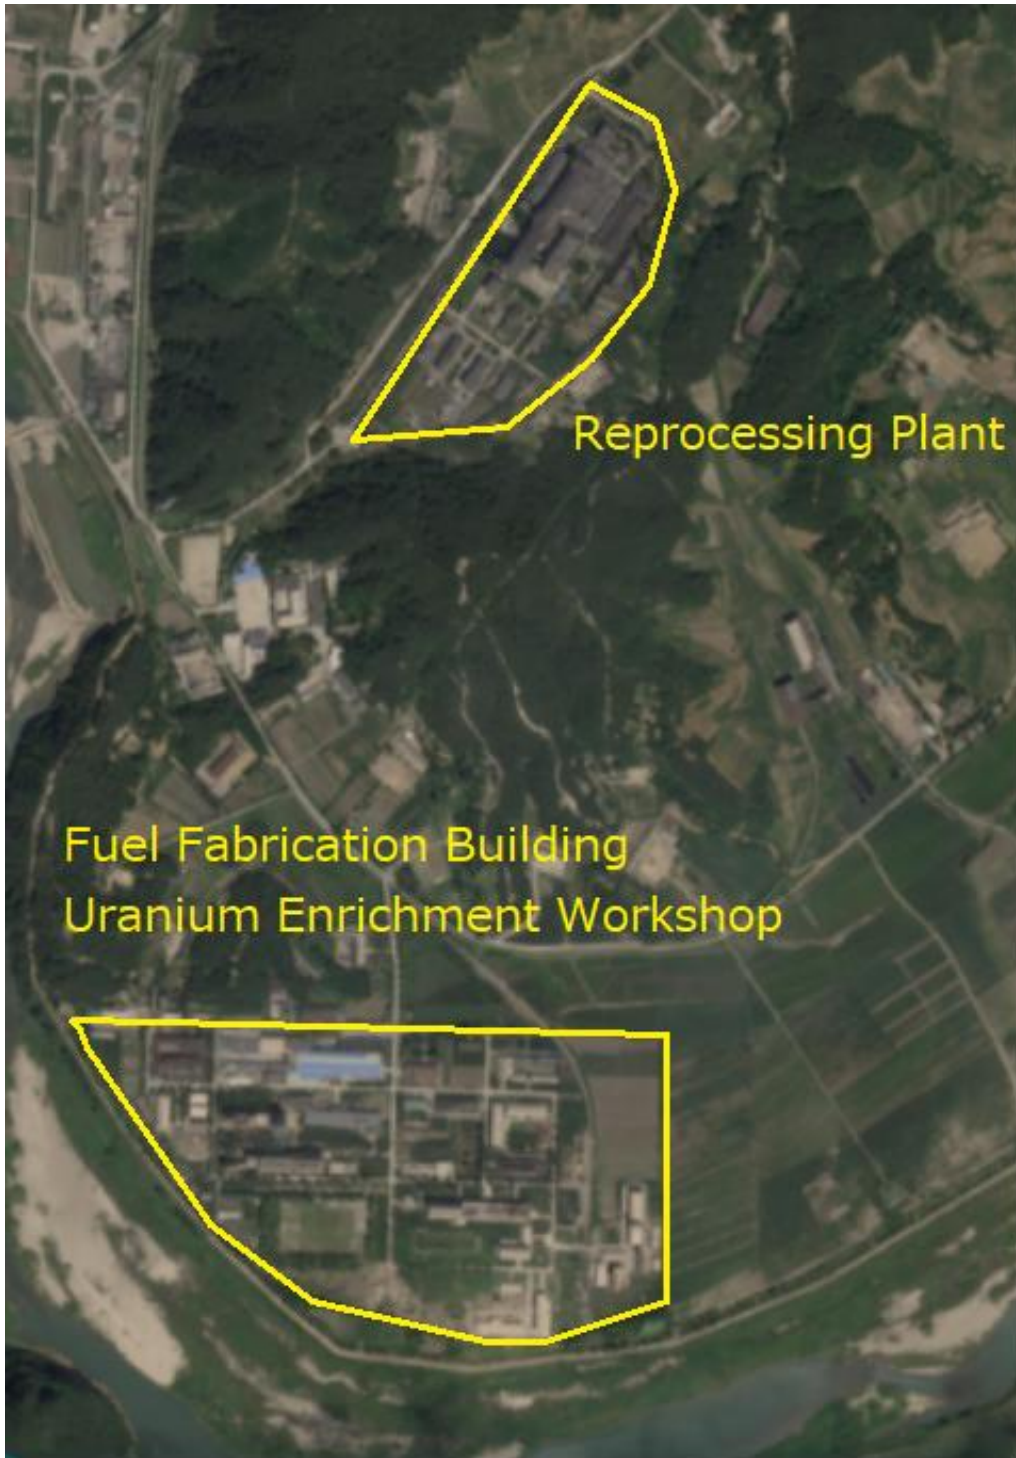 Reprocessing Plant
Fuel Fabrication Building
Uranium Enrichment Workshop